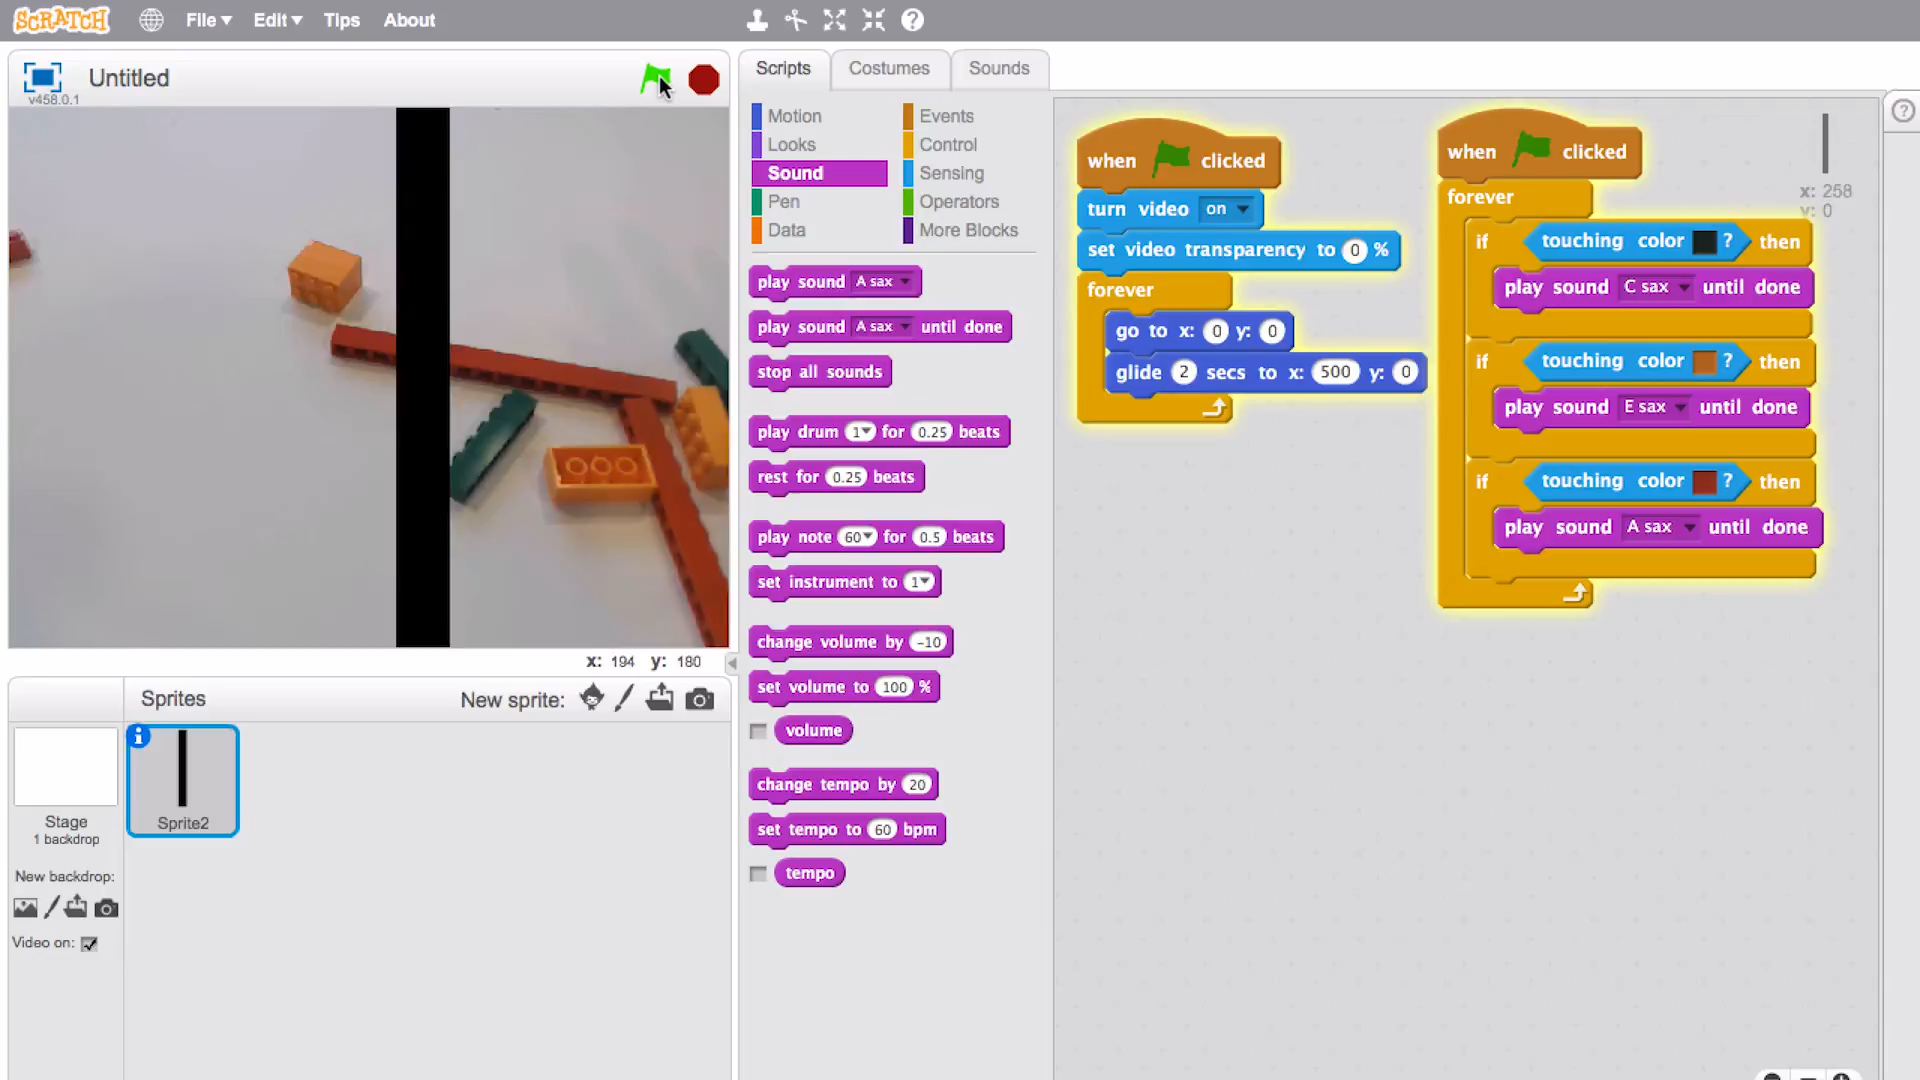 SCRATCH File Edit Tips About
Untitled
v458.0.1
x: 194 y: 180
Sprites New sprite:
Stage
1 backdrop
Sprite2
New backdrop:
Video on:
Scripts Costumes Sounds
Motion Events
Looks Control
Sound Sensing
Pen Operators
Data More Blocks
play sound A sax
play sound A sax until done
stop all sounds
play drum 1 for 0.25 beats
rest for 0.25 beats
play note 60 for 0.5 beats
set instrument to 1
change volume by -10
set volume to 100 %
volume
change tempo by 20
set tempo to 60 bpm
tempo
when clicked
turn video on
set video transparency to 0 %
forever
go to x: 0 y: 0
glide 2 secs to x: 500 y: 0
when clicked
forever
if touching color ? then
play sound C sax until done
if touching color ? then
play sound E sax until done
if touching color ? then
play sound A sax until done
x: 258
y: 0